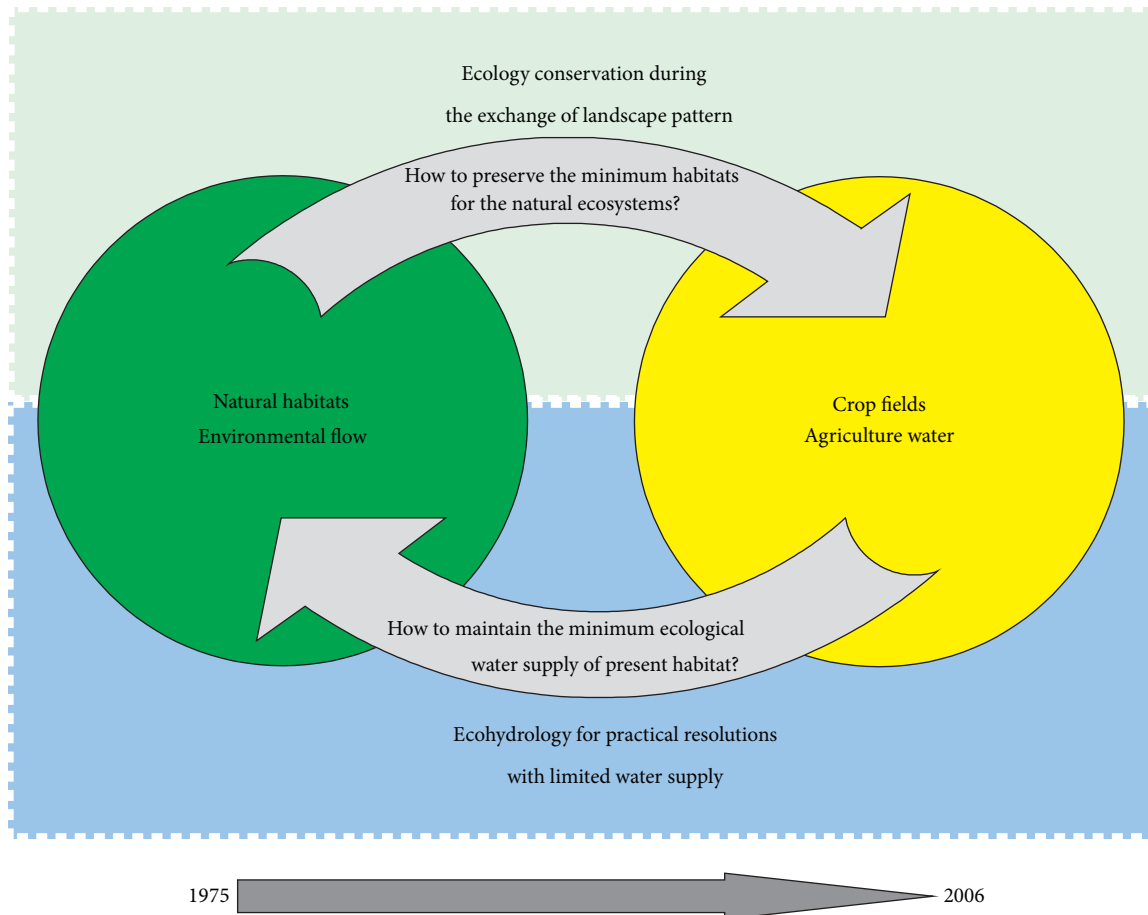 Ecology conservation during
the exchange of landscape pattern
How to preserve the minimum habitats
for the natural ecosystems?
Natural habitats
Environmental flow
Crop fields
Agriculture water
How to maintain the minimum ecological
water supply of present habitat?
Ecohydrology for practical resolutions
with limited water supply
1975
2006